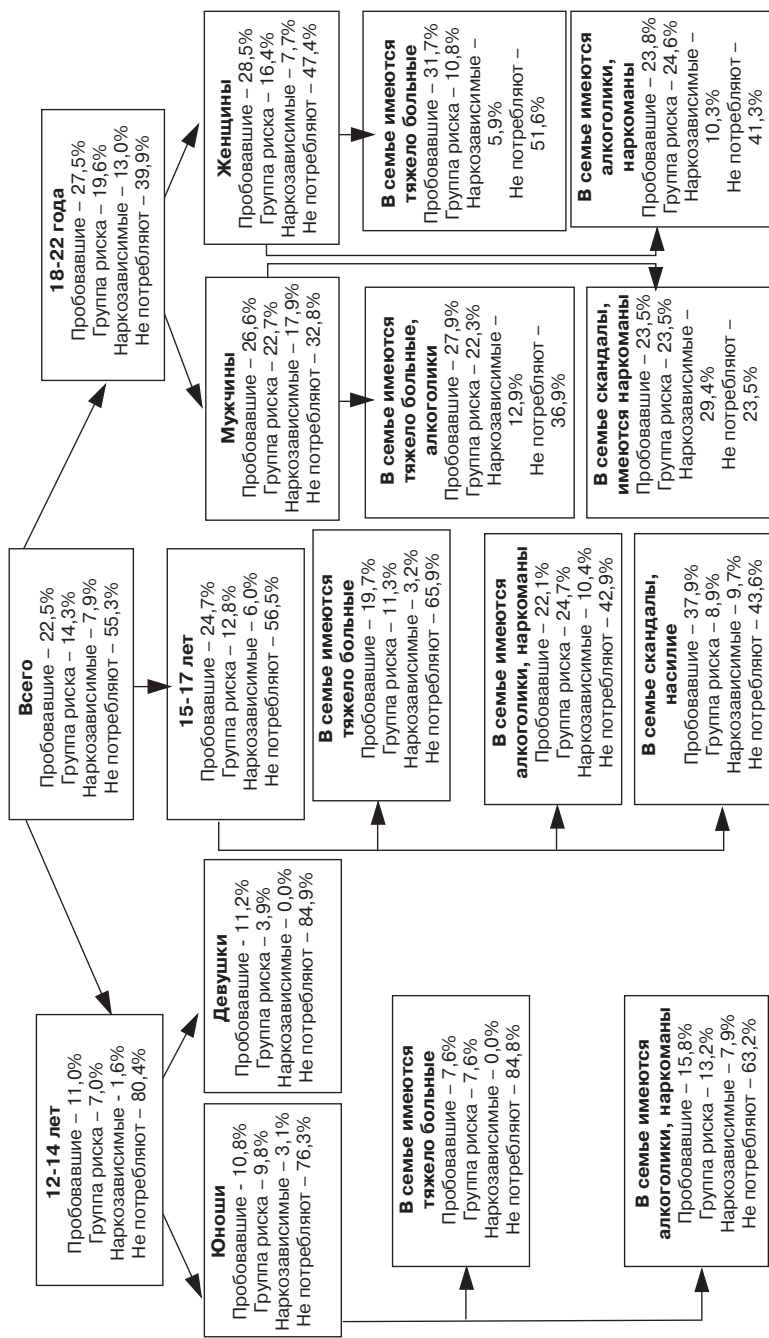 Всего
Пробовавшие – 22,5%
Группа риска – 14,3%
Наркозависимые – 7,9%
Не потребляют – 55,3%
12-14 лет
Пробовавшие – 11,0%
Группа риска – 7,0%
Наркозависимые - 1,6%
Не потребляют – 80,4%
15-17 лет
Пробовавшие – 24,7%
Группа риска – 12,8%
Наркозависимые – 6,0%
Не потребляют – 56,5%
18-22 года
Пробовавшие – 27,5%
Группа риска – 19,6%
Наркозависимые – 13,0%
Не потребляют – 39,9%
Юноши
Пробовавшие - 10,8%
Группа риска – 9,8%
Наркозависимые – 3,1%
Не потребляют – 76,3%
Девушки
Пробовавшие - 11,2%
Группа риска – 3,9%
Наркозависимые – 0,0%
Не потребляют – 84,9%
Мужчины
Пробовавшие – 26,6%
Группа риска – 22,7%
Наркозависимые – 17,9%
Не потребляют – 32,8%
Женщины
Пробовавшие – 28,5%
Группа риска – 16,4%
Наркозависимые – 7,7%
Не потребляют – 47,4%
В семье имеются
тяжело больные
Пробовавшие – 7,6%
Группа риска – 7,6%
Наркозависимые – 0,0%
Не потребляют – 84,8%
В семье имеются
тяжело больные
Пробовавшие – 19,7%
Группа риска – 11,3%
Наркозависимые – 3,2%
Не потребляют – 65,9%
В семье имеются
тяжело больные,
алкоголики
Пробовавшие – 27,9%
Группа риска – 22,3%
Наркозависимые –
12,9%
Не потребляют –
36,9%
В семье имеются
тяжело больные
Пробовавшие – 31,7%
Группа риска – 10,8%
Наркозависимые –
5,9%
Не потребляют –
51,6%
В семье имеются
алкоголики, наркоманы
Пробовавшие – 15,8%
Группа риска – 13,2%
Наркозависимые – 7,9%
Не потребляют – 63,2%
В семье имеются
алкоголики, наркоманы
Пробовавшие – 22,1%
Группа риска – 24,7%
Наркозависимые – 10,4%
Не потребляют – 42,9%
В семье скандалы,
насилие
Пробовавшие – 37,9%
Группа риска – 8,9%
Наркозависимые – 9,7%
Не потребляют – 43,6%
В семье скандалы,
имеются наркоманы
Пробовавшие – 23,5%
Группа риска – 23,5%
Наркозависимые –
29,4%
Не потребляют –
23,5%
В семье имеются
алкоголики,
наркоманы
Пробовавшие – 23,8%
Группа риска – 24,6%
Наркозависимые –
10,3%
Не потребляют –
41,3%